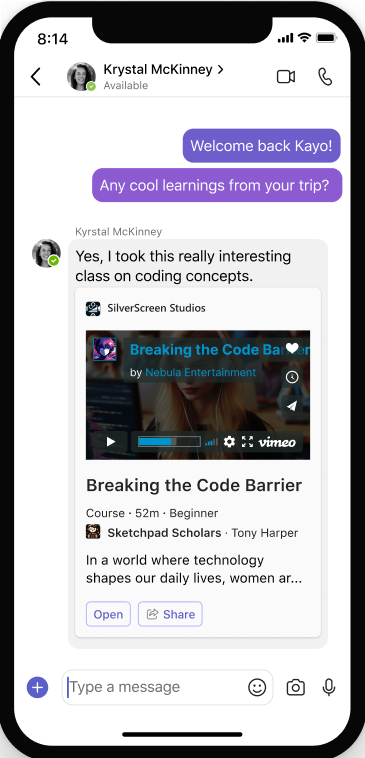 8:14
Krystal McKinney
Available
Welcome back Kayo!
Any cool learnings from your trip?
Kyrstal McKinney
Yes, I took this really interesting
class on coding concepts.
SilverScreen Studios
Breaking the Code Barrier
by Nebula Entertainment
vimeo
Breaking the Code Barrier
Course · 52m · Beginner
Sketchpad Scholars · Tony Harper
In a world where technology
shapes our daily lives, women ar...
Open Share
Type a message